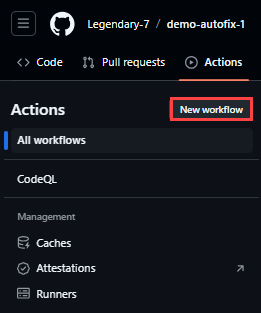 Legendary-7 / demo-autofix-1
Code Pull requests Actions
Actions New workflow
All workflows
CodeQL
Management
Caches
Attestations
Runners